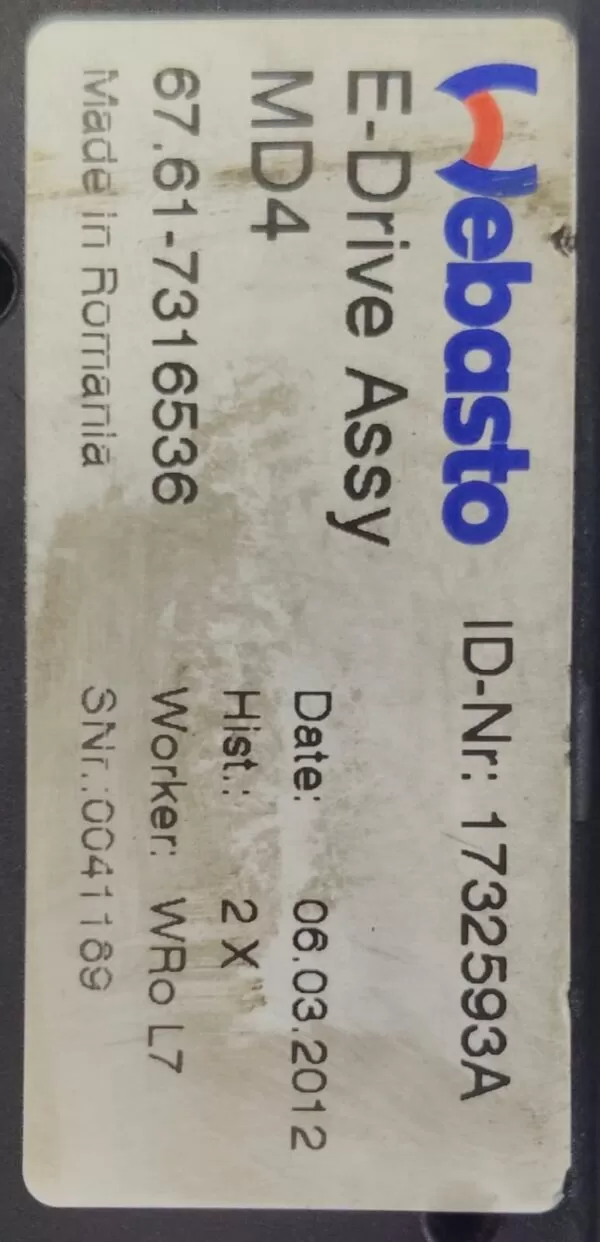 Webasto ID-Nr: 1732593A
E-Drive Assy
MD4 Date: 06.03.2012
Hist.: 2 X
67.61-7316536 Worker: WRo L7
Made in Romania SNr.:0041189